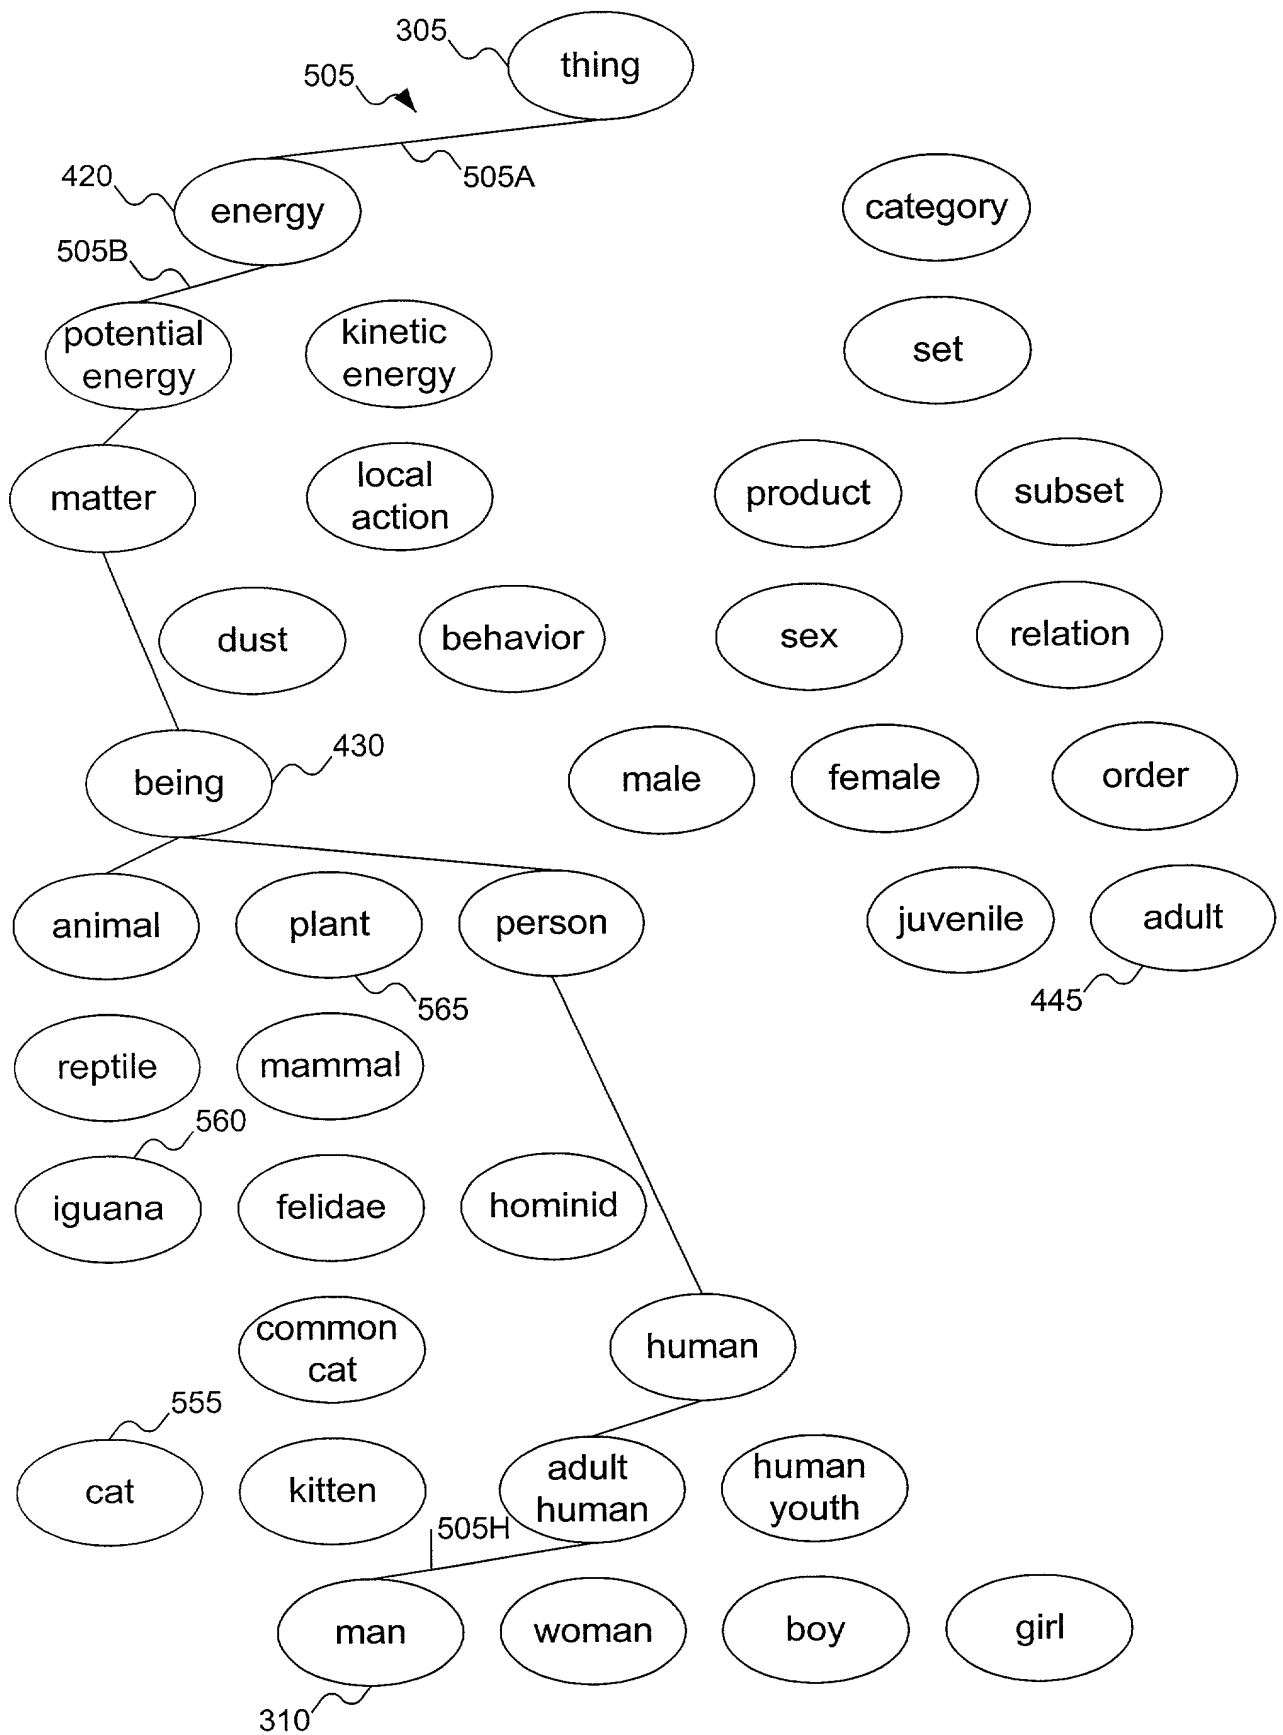 305
thing
505
505A
420
energy
category
505B
potential
energy
kinetic
energy
set
matter
local
action
product
subset
dust
behavior
sex
relation
being
430
male
female
order
animal
plant
person
juvenile
adult
565
445
reptile
mammal
560
iguana
felidae
hominid
common
cat
human
555
cat
kitten
adult
human
human
youth
505H
man
woman
boy
girl
310